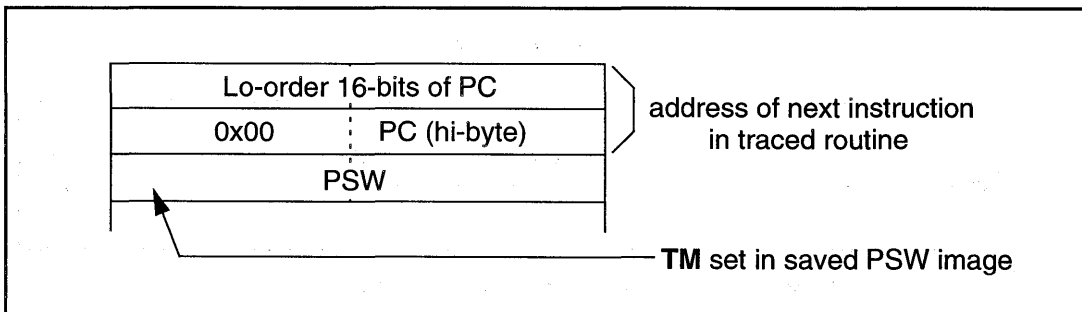 Lo-order 16-bits of PC
0x00 PC (hi-byte)
PSW
address of next instruction
in traced routine
TM set in saved PSW image